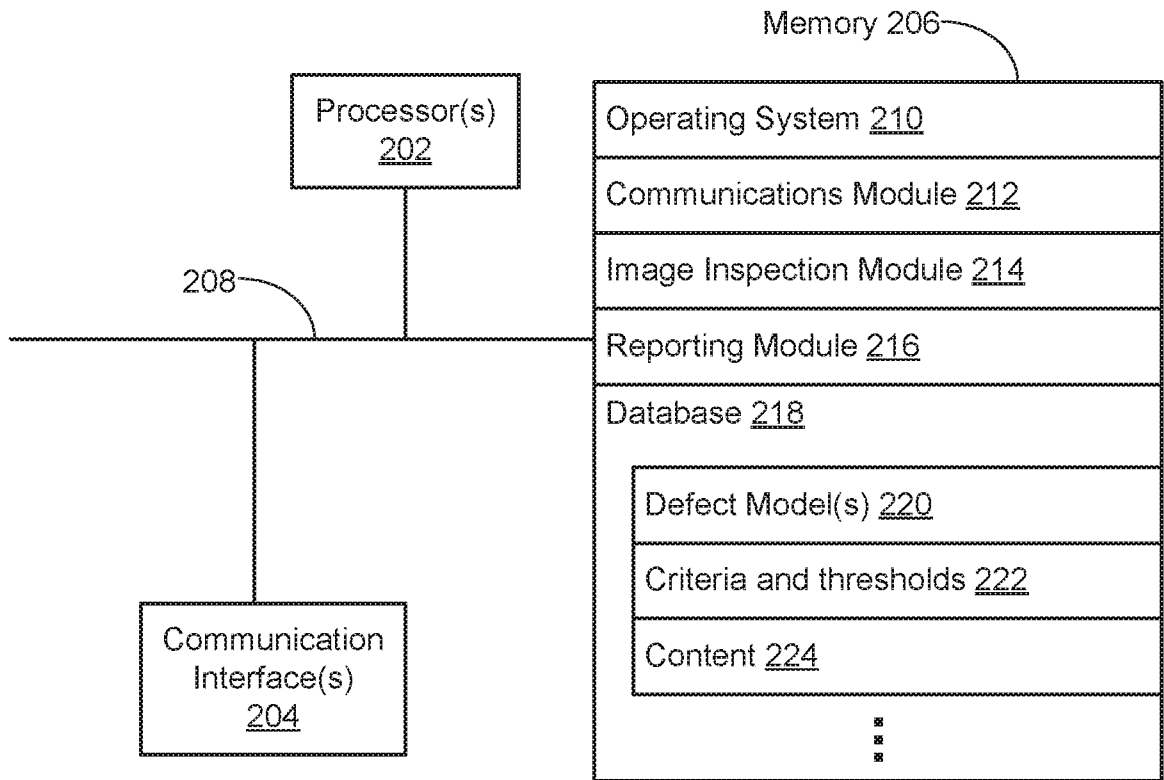 Memory 206
Processor(s)
202
Operating System 210
Communications Module 212
Image Inspection Module 214
208
Reporting Module 216
Database 218
Defect Model(s) 220
Criteria and thresholds 222
Content 224
Communication
Interface(s)
204